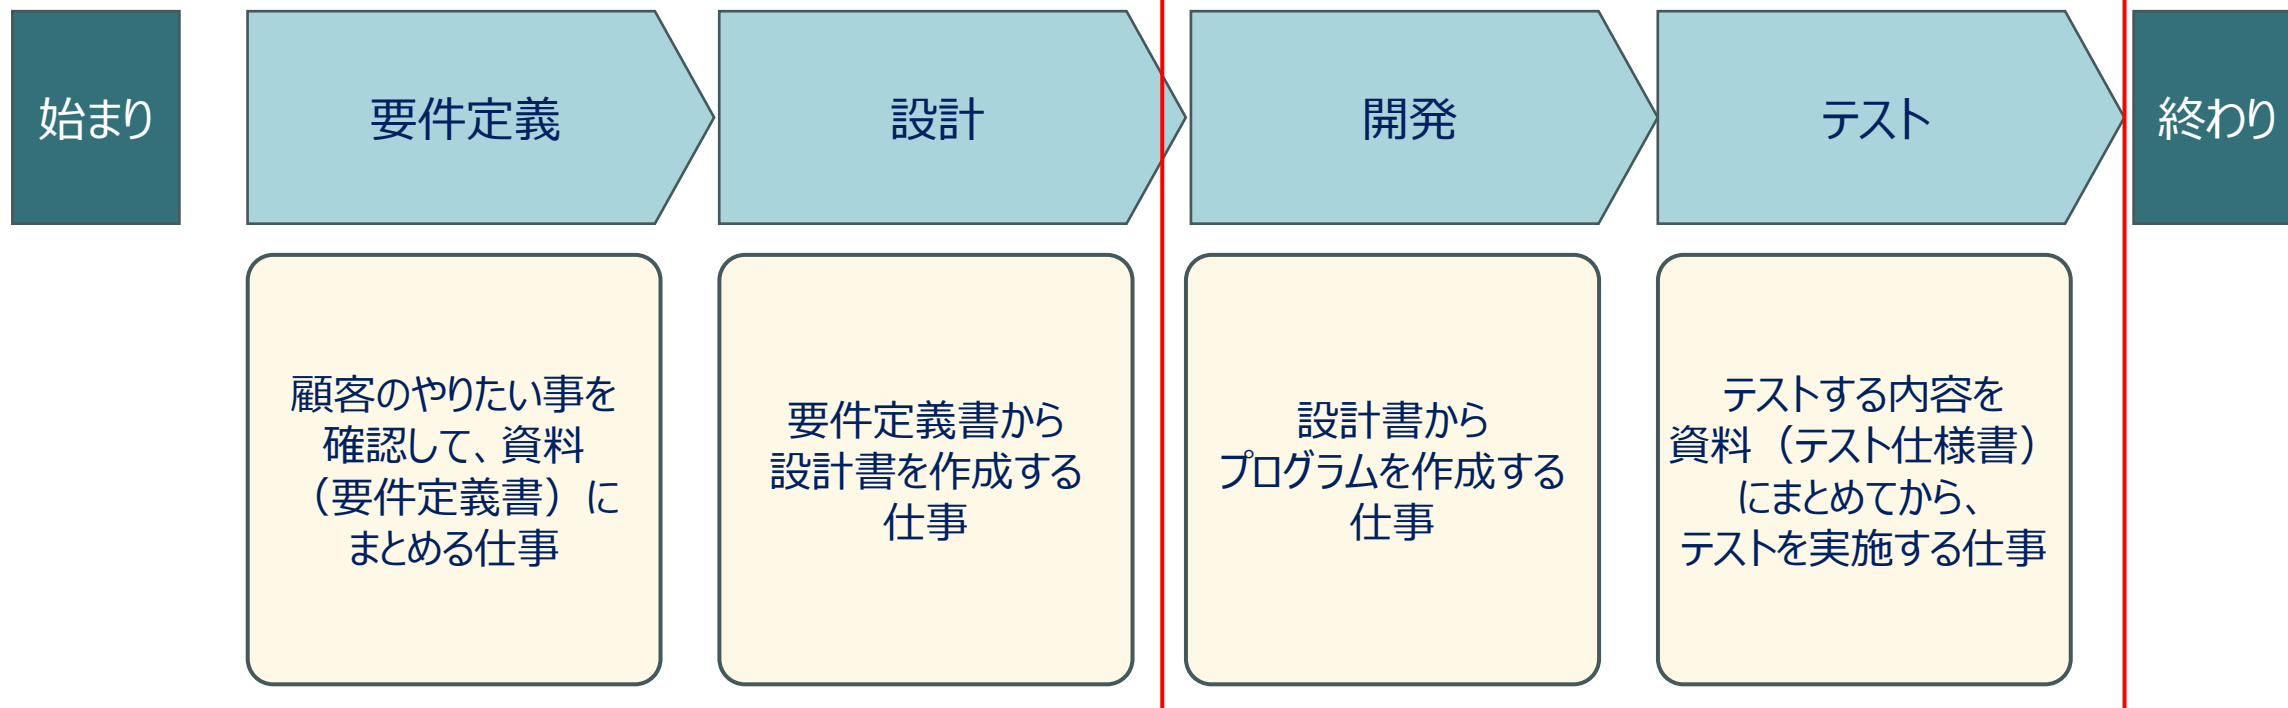 始まり
要件定義
設計
開発
テスト
終わり
顧客のやりたい事を
確認して、資料
（要件定義書）に
まとめる仕事
要件定義書から
設計書を作成する
仕事
設計書から
プログラムを作成する
仕事
テストする内容を
資料（テスト仕様書）
にまとめてから、
テストを実施する仕事